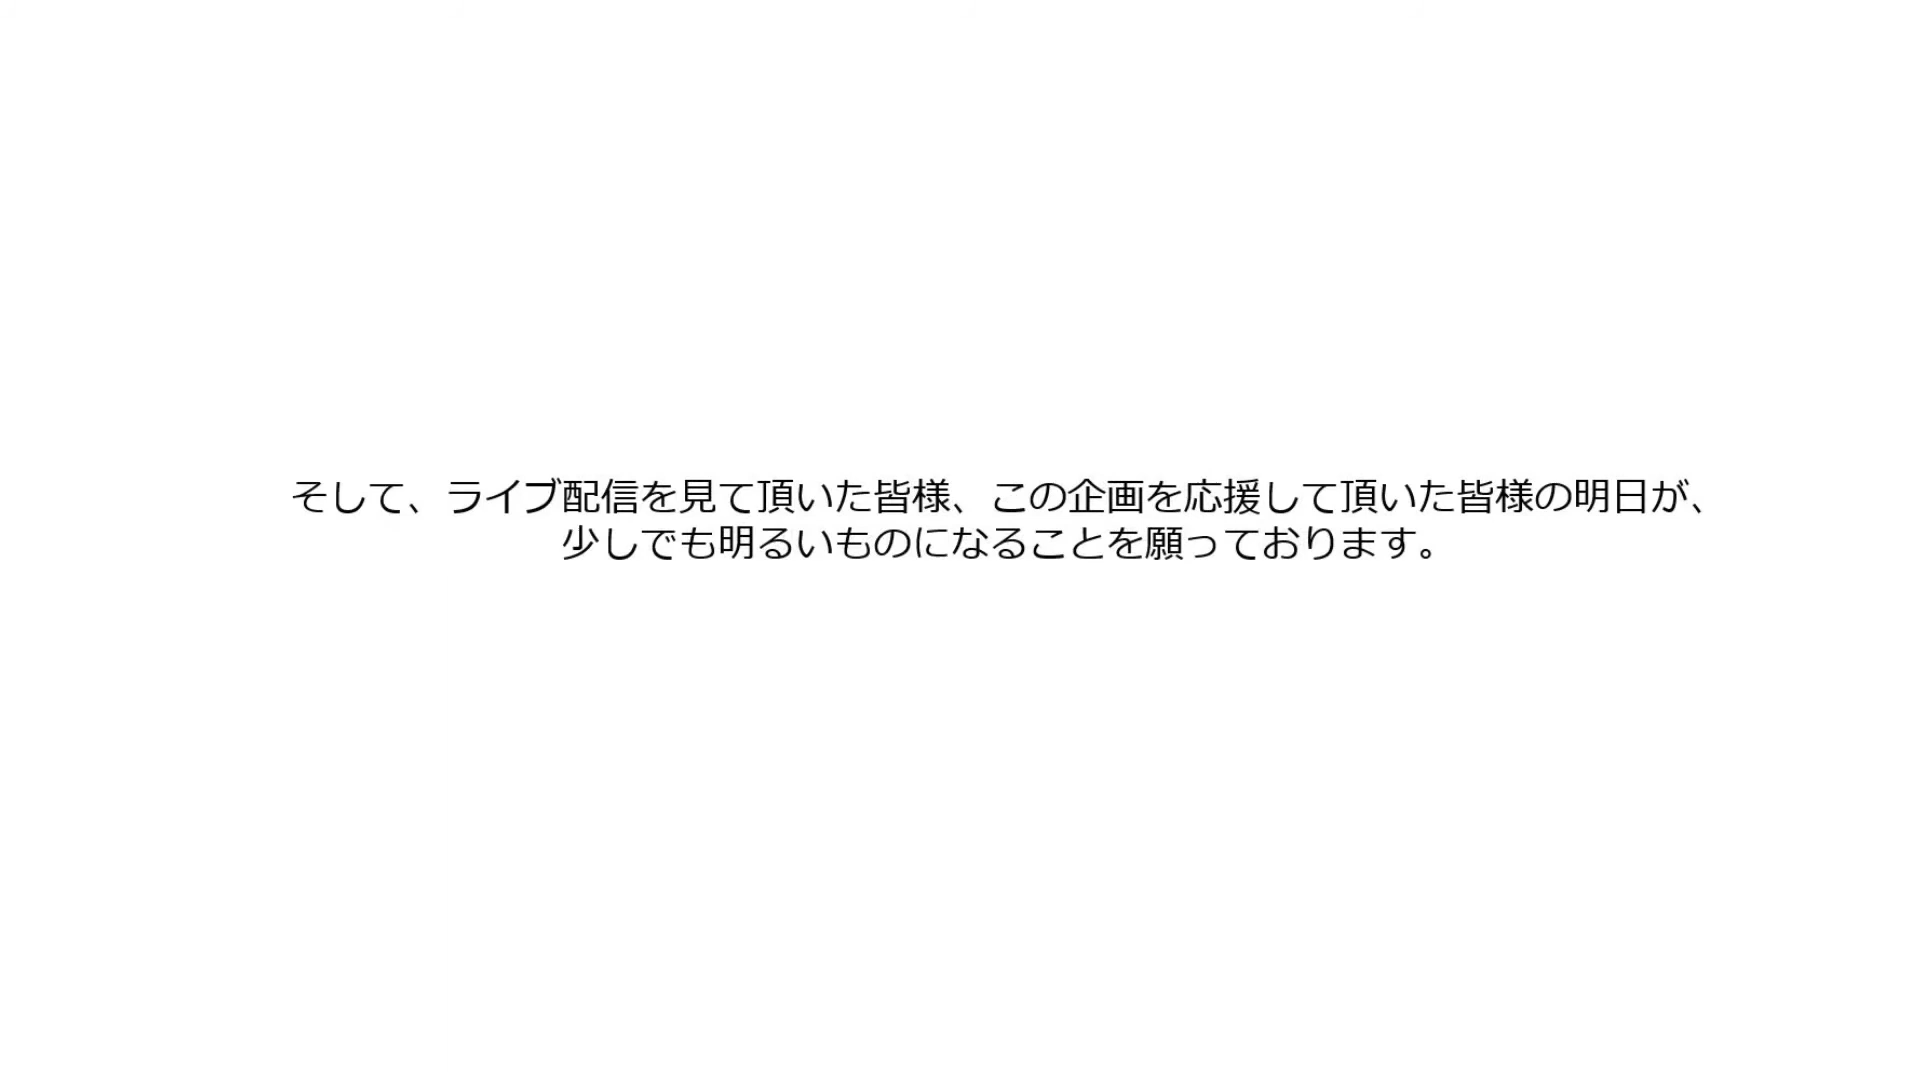 そして、ライブ配信を見て頂いた皆様、この企画を応援して頂いた皆様の明日が、
少しでも明るいものになることを願っております。